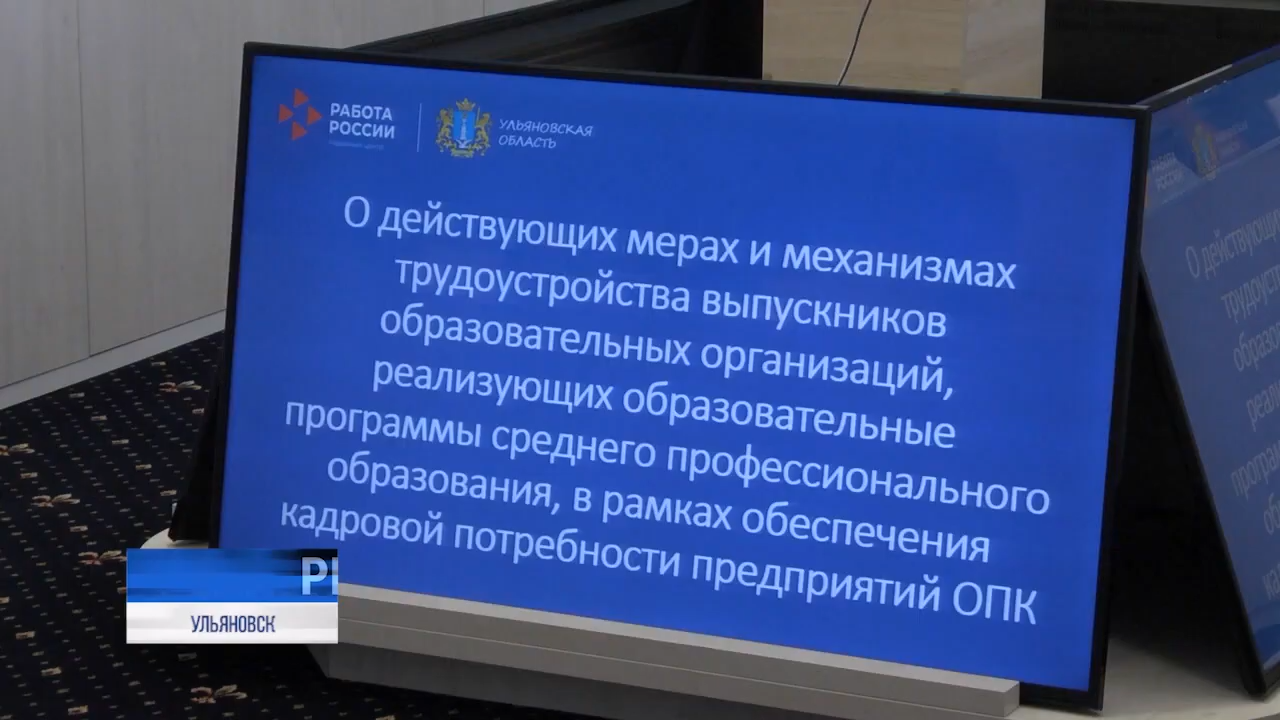 РАБОТА
РОССИИ
УЛЬЯНОВСКАЯ
ОБЛАСТЬ
О действующих мерах и механизмах
трудоустройства выпускников
образовательных организаций,
реализующих образовательные
программы среднего профессионального
образования, в рамках обеспечения
кадровой потребности предприятий ОПК
УЛЬЯНОВСК